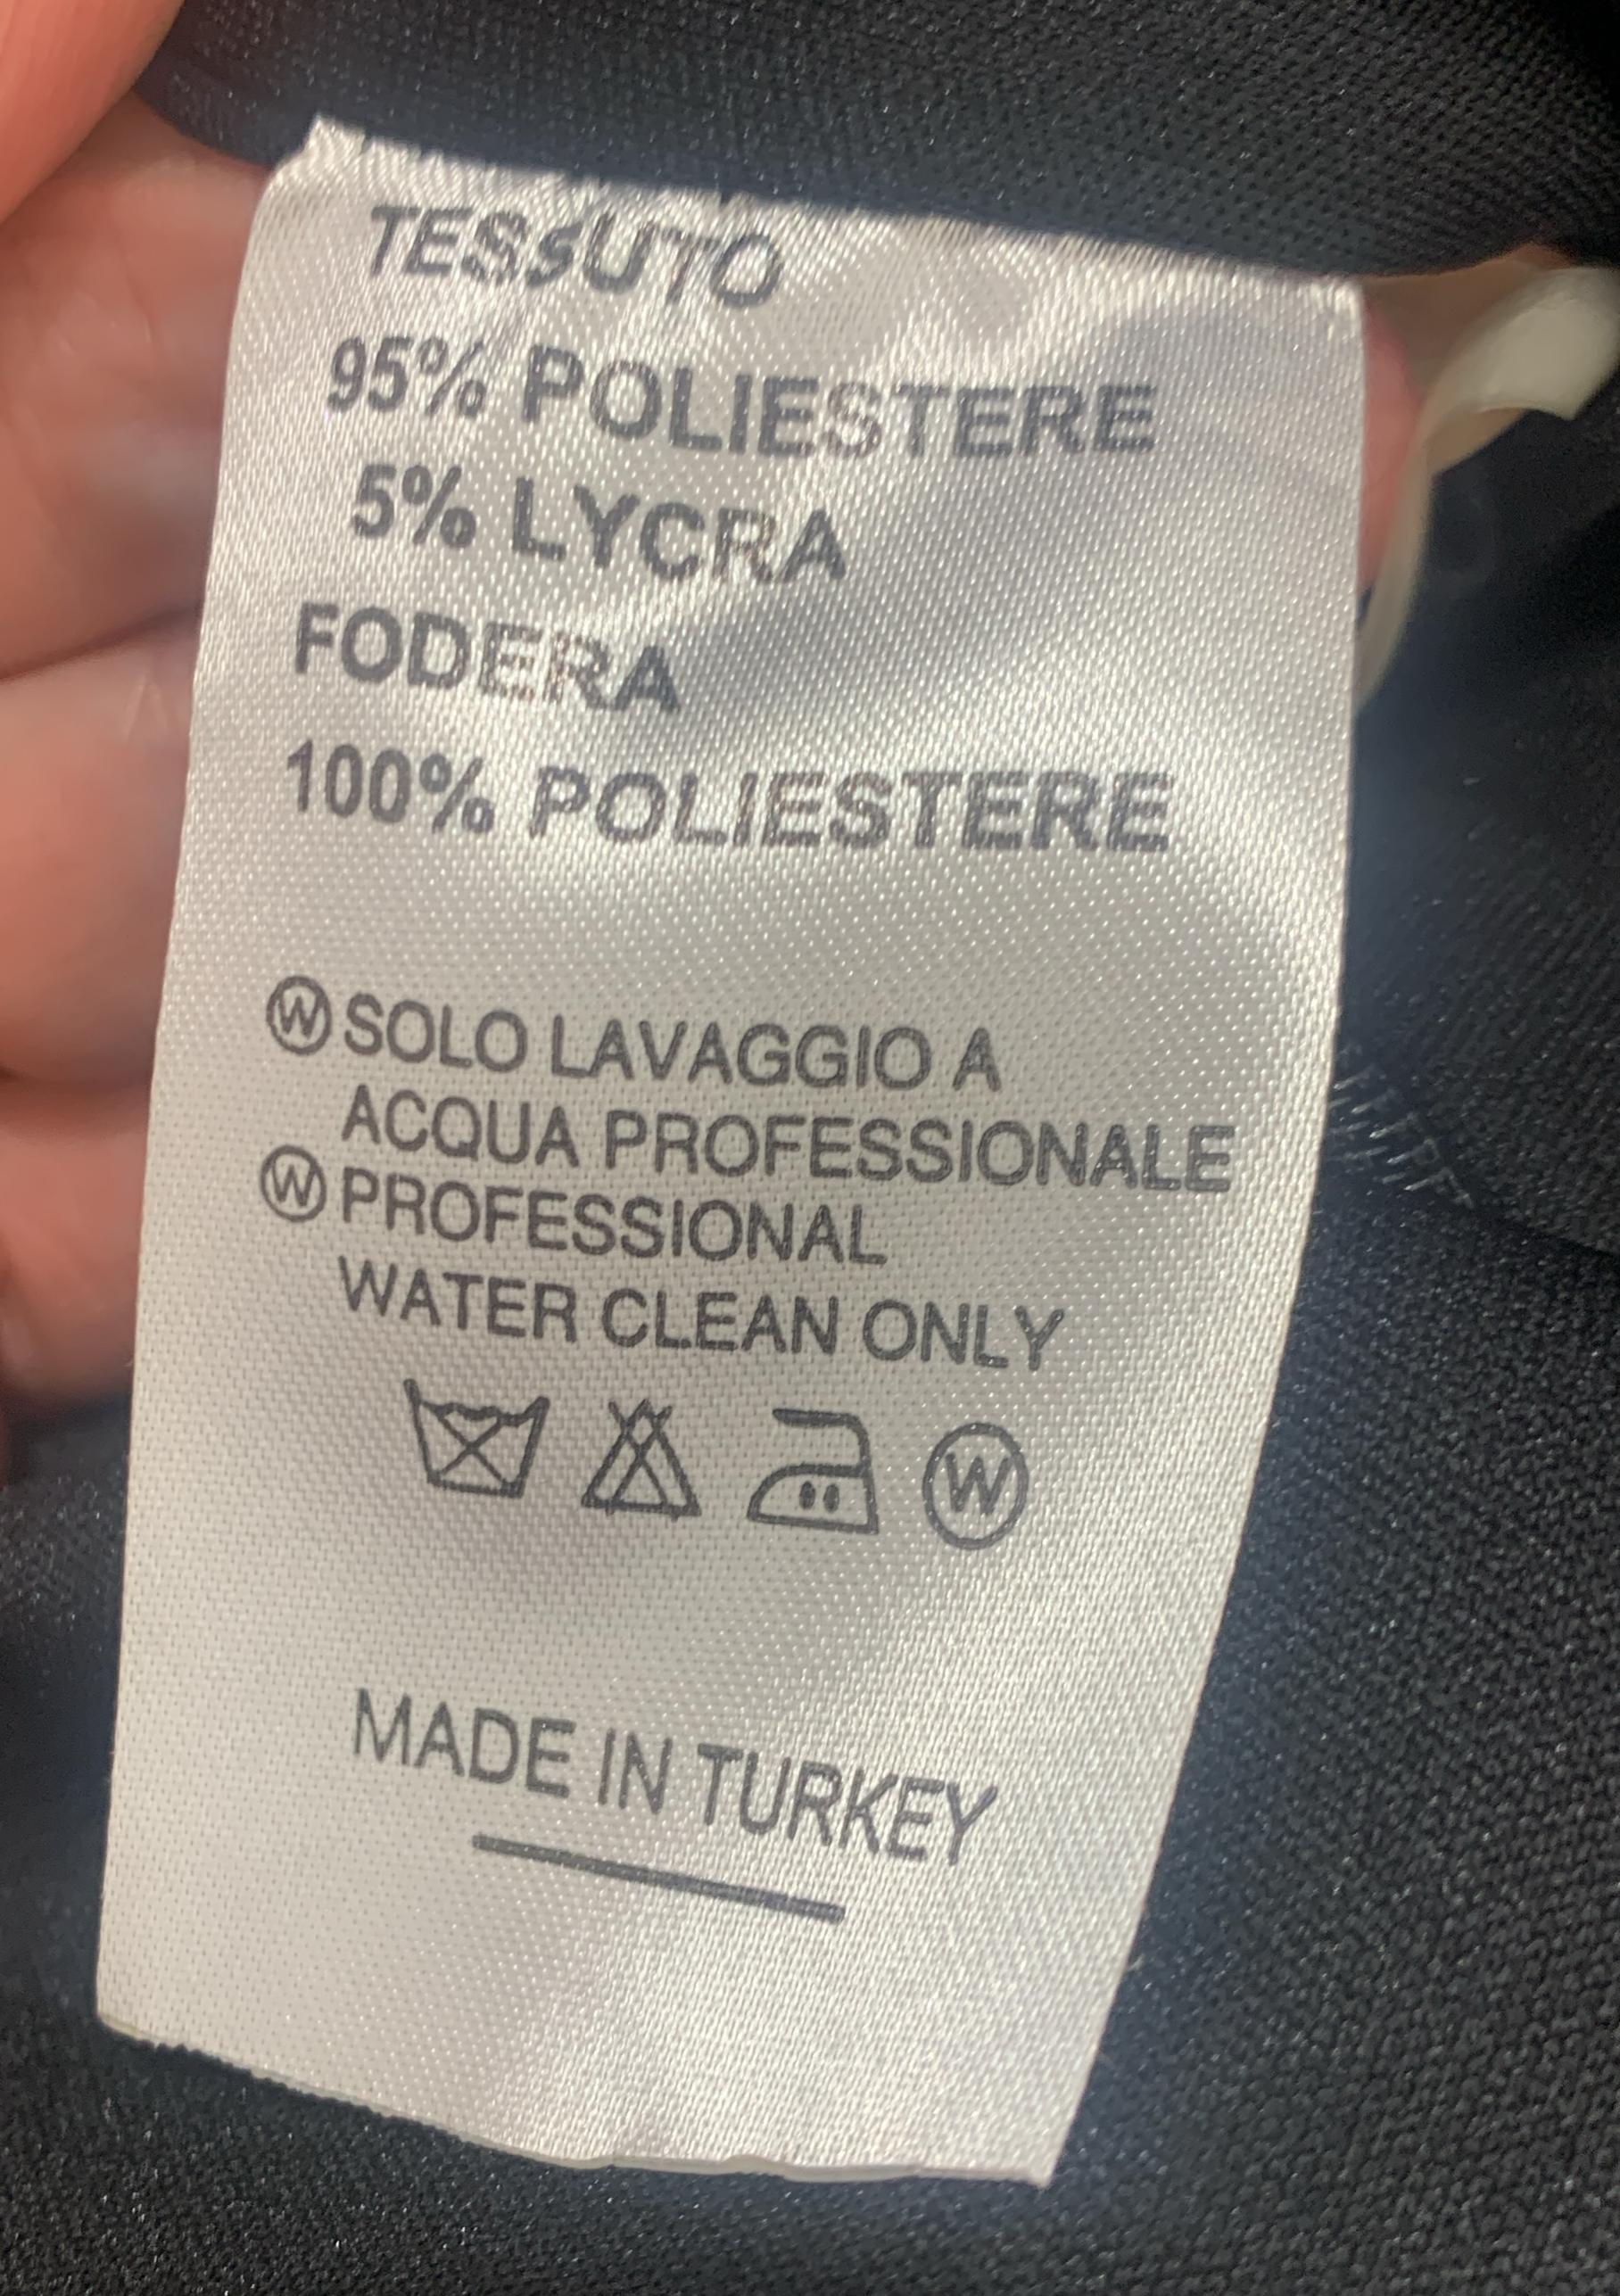 TESSUTO
95% POLIESTERE
5% LYCRA
FODERA
100% POLIESTERE
Ⓦ SOLO LAVAGGIO A
ACQUA PROFESSIONALE
Ⓦ PROFESSIONAL
WATER CLEAN ONLY
Ⓦ
MADE IN TURKEY